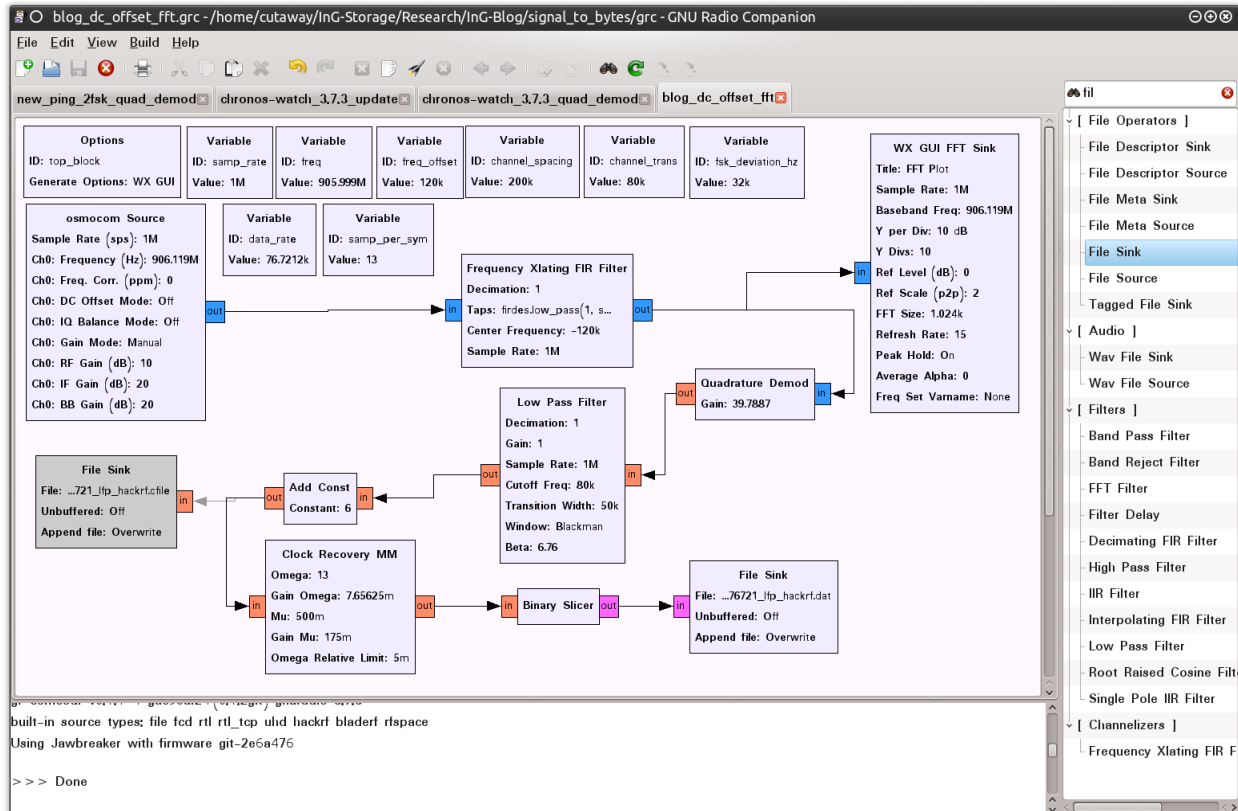 blog_dc_offset_fft.grc - /home/cutaway/InG-Storage/Research/InG-Blog/signal_to_bytes/grc - GNU Radio Companion
File Edit View Build Help
new_ping_2fsk_quad_demod
chronos-watch_3,7,3_update
chronos-watch_3,7,3_quad_demod
blog_dc_offset_fft
Options
ID: top_block
Generate Options: WX GUI
Variable
ID: samp_rate
Value: 1M
Variable
ID: freq
Value: 905.999M
Variable
ID: freq_offset
Value: 120k
Variable
ID: channel_spacing
Value: 200k
Variable
ID: channel_trans
Value: 80k
Variable
ID: fsk_deviation_hz
Value: 32k
WX GUI FFT Sink
Title: FFT Plot
Sample Rate: 1M
Baseband Freq: 906.119M
Y per Div: 10 dB
Y Divs: 10
Ref Level (dB): 0
Ref Scale (p2p): 2
FFT Size: 1.024k
Refresh Rate: 15
Peak Hold: On
Average Alpha: 0
Freq Set Varname: None
in
osmocom Source
Sample Rate (sps): 1M
Ch0: Frequency (Hz): 906.119M
Ch0: Freq. Corr. (ppm): 0
Ch0: DC Offset Mode: Off
Ch0: IQ Balance Mode: Off
Ch0: Gain Mode: Manual
Ch0: RF Gain (dB): 10
Ch0: IF Gain (dB): 20
Ch0: BB Gain (dB): 20
out
Variable
ID: data_rate
Value: 76.7212k
Variable
ID: samp_per_sym
Value: 13
in
Frequency Xlating FIR Filter
Decimation: 1
Taps: firdes.low_pass(1, s...
Center Frequency: -120k
Sample Rate: 1M
out
out
Quadrature Demod
Gain: 39.7887
in
out
Low Pass Filter
Decimation: 1
Gain: 1
Sample Rate: 1M
Cutoff Freq: 80k
Transition Width: 50k
Window: Blackman
Beta: 6.76
in
File Sink
File: ...721_lfp_hackrf.cfile
Unbuffered: Off
Append file: Overwrite
in
out
Add Const
Constant: 6
in
in
Clock Recovery MM
Omega: 13
Gain Omega: 7.65625m
Mu: 500m
Gain Mu: 175m
Omega Relative Limit: 5m
out
in
Binary Slicer
out
in
File Sink
File: ...76721_lfp_hackrf.dat
Unbuffered: Off
Append file: Overwrite
built-in source types: file fcd rtl rtl_tcp uhd hackrf bladerf rfspace
Using Jawbreaker with firmware git-2e6a476
>>> Done
fil
[ File Operators ]
File Descriptor Sink
File Descriptor Source
File Meta Sink
File Meta Source
File Sink
File Source
Tagged File Sink
[ Audio ]
Wav File Sink
Wav File Source
[ Filters ]
Band Pass Filter
Band Reject Filter
FFT Filter
Filter Delay
Decimating FIR Filter
High Pass Filter
IIR Filter
Interpolating FIR Filter
Low Pass Filter
Root Raised Cosine Filt
Single Pole IIR Filter
[ Channelizers ]
Frequency Xlating FIR F